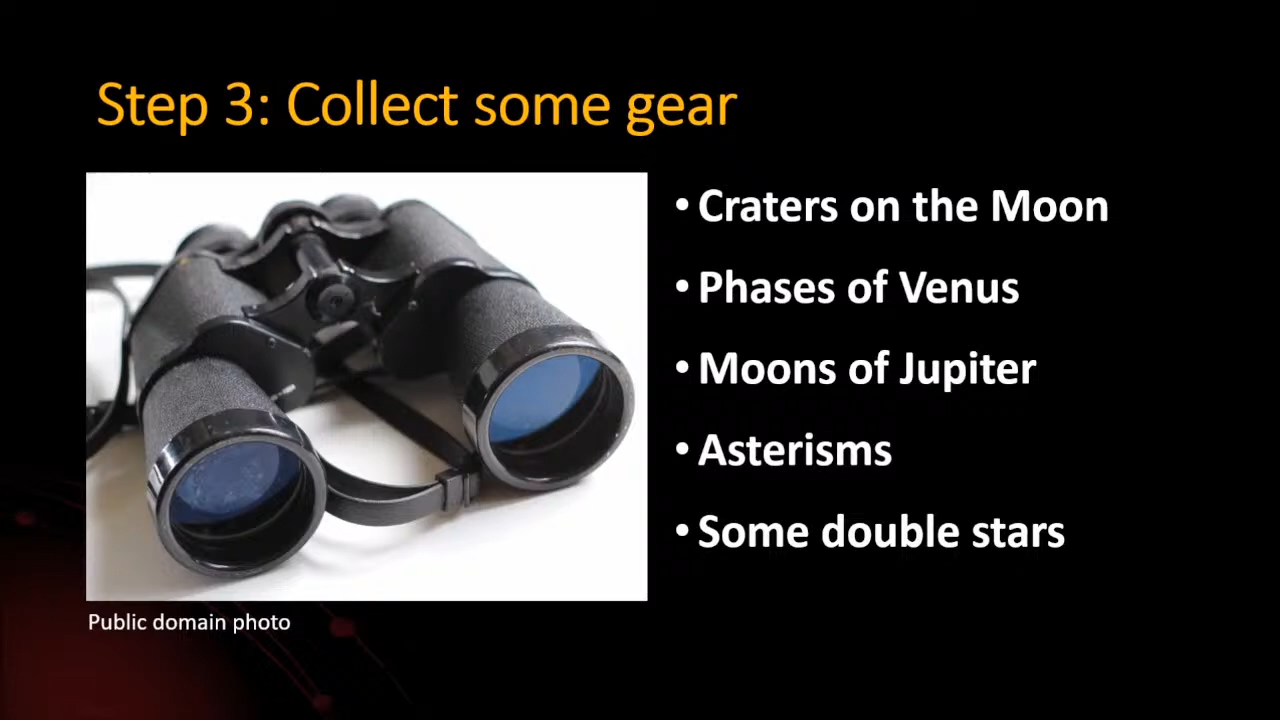 Step 3: Collect some gear
• Craters on the Moon
• Phases of Venus
• Moons of Jupiter
• Asterisms
• Some double stars
Public domain photo